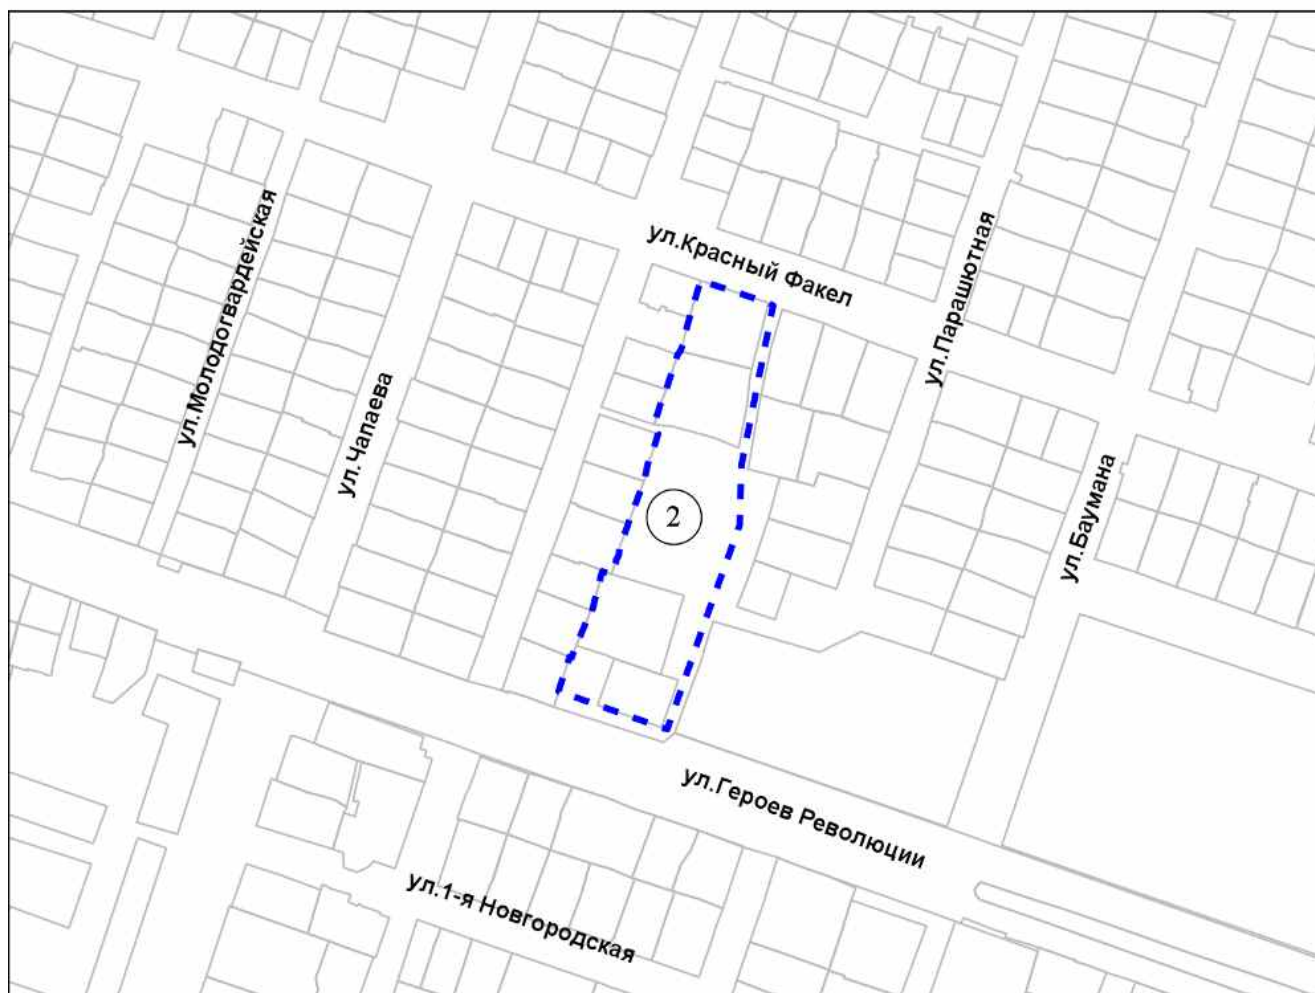 ул.Молодогвардейская
ул.Чапаева
ул.Красный Факел
ул.Парашютная
ул.Баумана
2
ул.Героев Революции
ул.1-я Новгородская